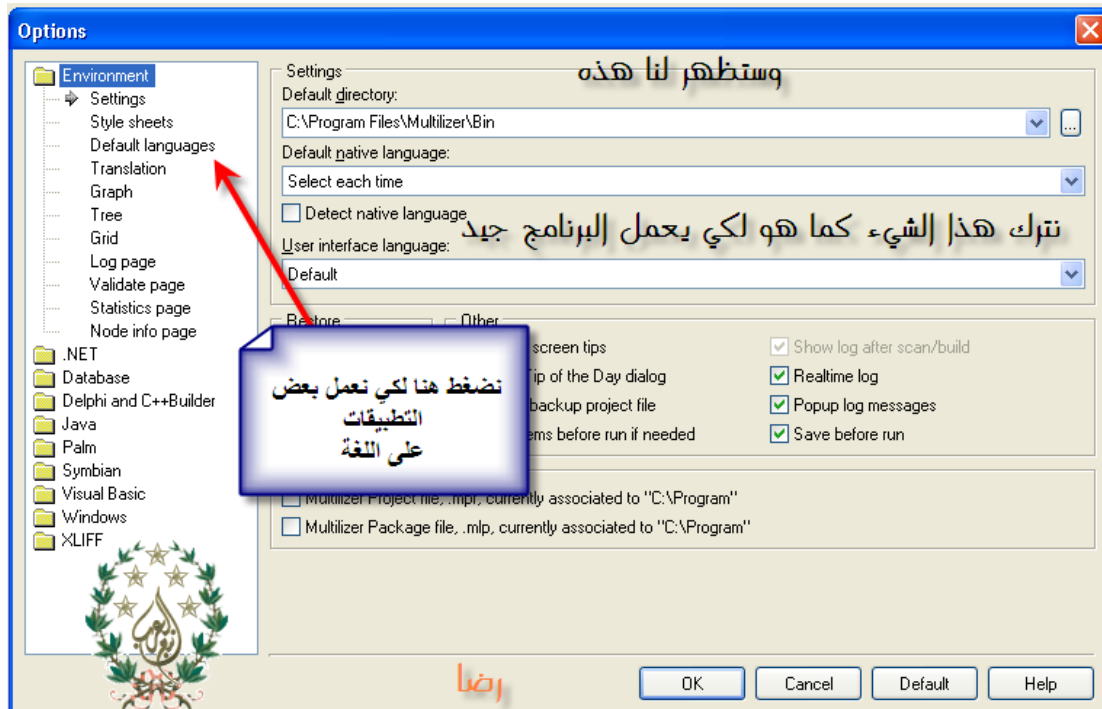 Options
Environment
Settings
Style sheets
Default languages
Translation
Graph
Tree
Grid
Log page
Validate page
Statistics page
Node info page
.NET
Database
Delphi and C++Builder
Java
Palm
Symbian
Visual Basic
Windows
XLIFF
Settings
وستظهر لنا هذه
Default directory:
C:\Program Files\Multilizer\Bin
...
Default native language:
Select each time
Detect native language
نترك هذا الشيء كما هو لكي يعمل البرنامج جيد
User interface language:
Default
Restore
Other
screen tips
Show log after scan/build
Tip of the Day dialog
Realtime log
backup project file
Popup log messages
before run if needed
Save before run
نضغط هنا لكي نعمل بعض
التطبيقات
على اللغة
Multilizer Project file, .mpr, currently associated to "C:\Program"
Multilizer Package file, .mlp, currently associated to "C:\Program"
رضا
OK
Cancel
Default
Help